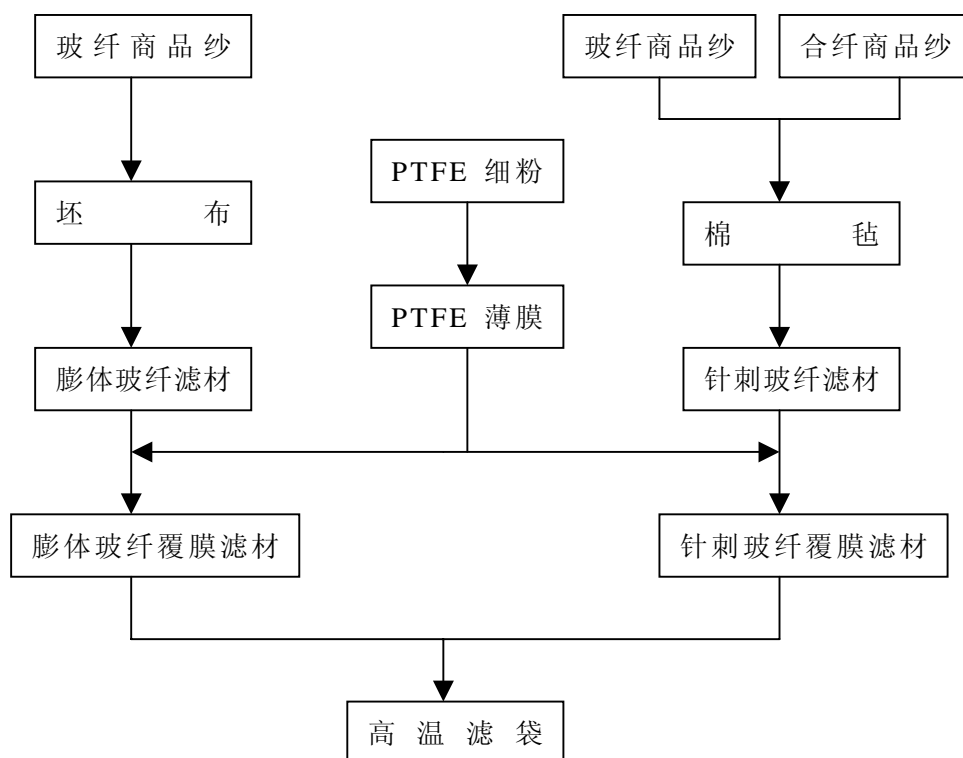 玻纤商品纱
玻纤商品纱
合纤商品纱
PTFE 细粉
坯布
棉毡
PTFE 薄膜
膨体玻纤滤材
针刺玻纤滤材
膨体玻纤覆膜滤材
针刺玻纤覆膜滤材
高温滤袋